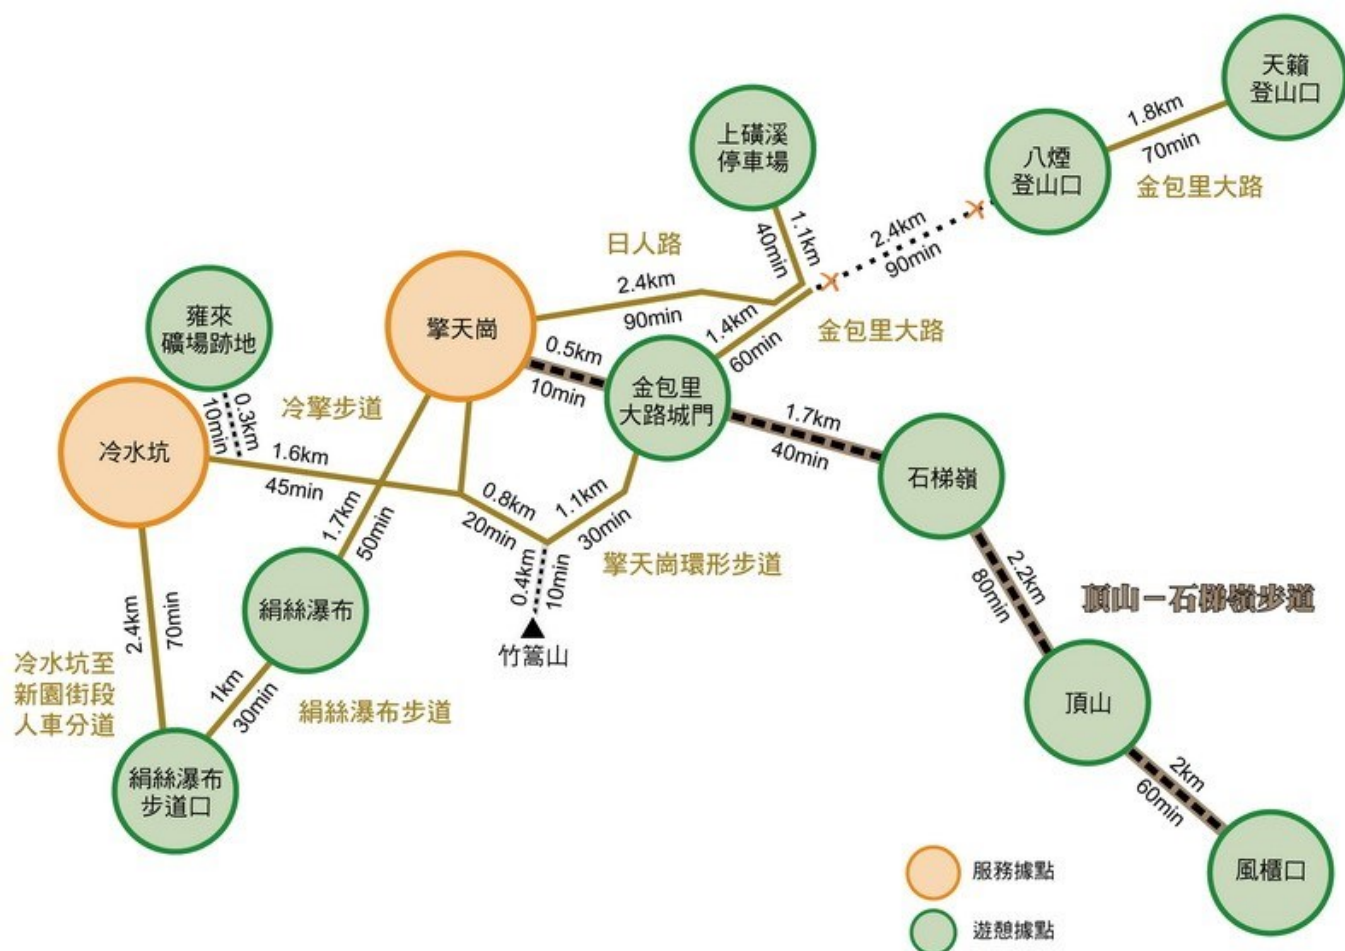 天籟
登山口
1.8km
70min
金包里大路
八煙
登山口
2.4km
90min
上磺溪
停車場
1.1km
40min
日人路
2.4km
90min
金包里大路
1.4km
60min
擎天崗
0.5km
10min
金包里
大路城門
雍來
礦場跡地
0.3km
10min
冷擎步道
冷水坑
1.6km
45min
1.7km
40min
石梯嶺
0.8km
20min
1.1km
30min
擎天崗環形步道
0.4km
10min
竹篙山
1.7km
50min
絹絲瀑布
2.2km
80min
頂山－石梯嶺步道
2.4km
70min
冷水坑至
新園街段
人車分道
1km
30min
絹絲瀑布步道
頂山
絹絲瀑布
步道口
2km
60min
風櫃口
服務據點
遊憩據點